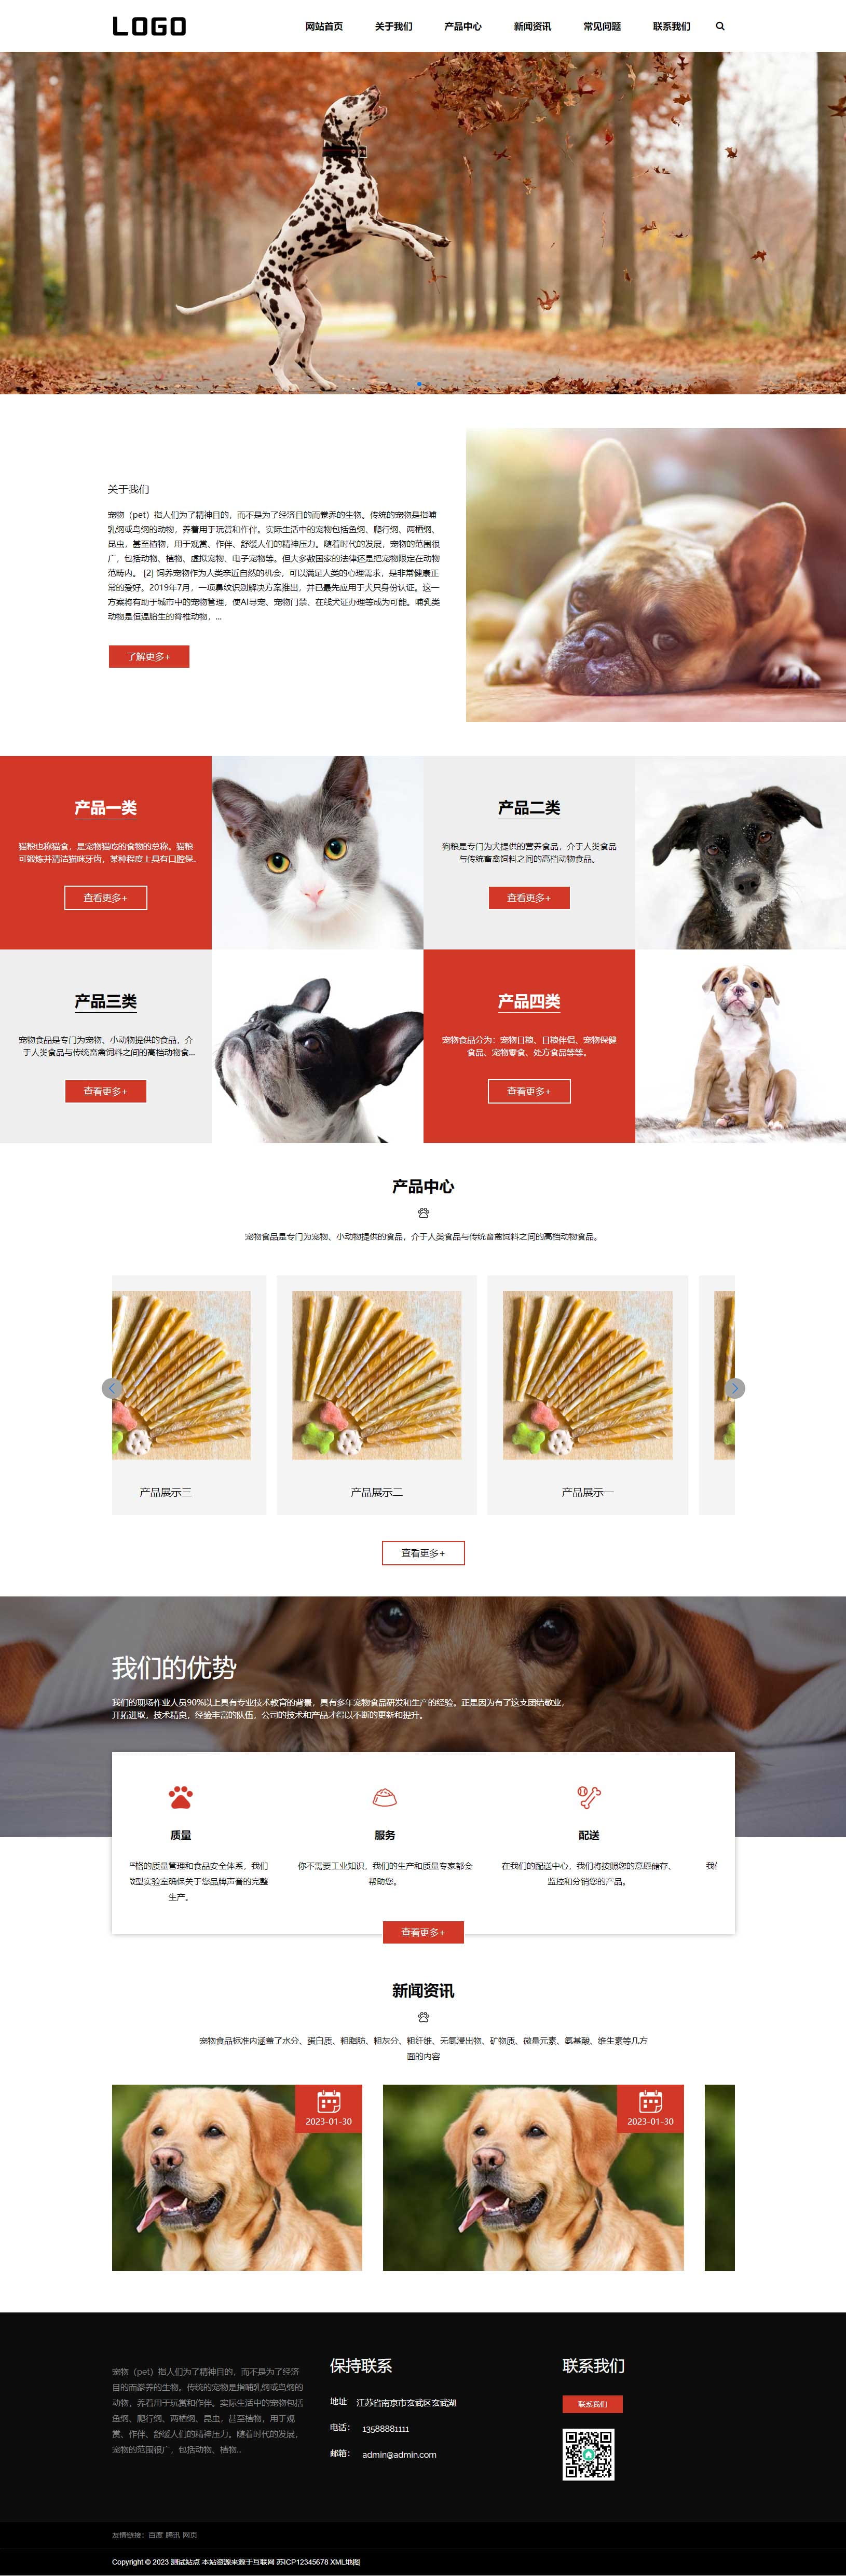 LOGO
网站首页 关于我们 产品中心 新闻资讯 常见问题 联系我们
关于我们
宠物（pet）指人们为了精神目的，而不是为了经济目的而豢养的生物。传统的宠物是指哺
乳纲或鸟纲的动物，养着用于玩赏和作伴。实际生活中的宠物包括鱼纲、爬行纲、两栖纲、
昆虫，甚至植物，用于观赏、作伴、舒缓人们的精神压力。随着时代的发展，宠物的范围很
广，包括动物、植物、虚拟宠物、电子宠物等。但大多数国家的法律还是把宠物限定在动物
范畴内。 [2] 饲养宠物作为人类亲近自然的机会，可以满足人类的心理需求，是非常健康正
常的爱好。2019年7月，一项鼻纹识别解决方案推出，并已最先应用于犬只身份认证。这一
方案将有助于城市中的宠物管理，使AI寻宠、宠物门禁、在线犬证办理等成为可能。哺乳类
动物是恒温胎生的脊椎动物，...
了解更多+
产品一类
猫粮也称猫食，是宠物猫吃的食物的总称。猫粮
可锻炼并清洁猫咪牙齿，某种程度上具有口腔保..
查看更多+
产品二类
狗粮是专门为犬提供的营养食品，介于人类食品
与传统畜禽饲料之间的高档动物食品。
查看更多+
产品三类
宠物食品是专门为宠物、小动物提供的食品，介
于人类食品与传统畜禽饲料之间的高档动物食...
查看更多+
产品四类
宠物食品分为：宠物日粮、日粮伴侣、宠物保健
食品、宠物零食、处方食品等等。
查看更多+
产品中心
宠物食品是专门为宠物、小动物提供的食品，介于人类食品与传统畜禽饲料之间的高档动物食品。
产品展示三
产品展示二
产品展示一
查看更多+
我们的优势
我们的现场作业人员90%以上具有专业技术教育的背景，具有多年宠物食品研发和生产的经验。正是因为有了这支团结敬业，
开拓进取，技术精良，经验丰富的队伍，公司的技术和产品才得以不断的更新和提升。
质量
格的质量管理和食品安全体系，我们
型实验室确保关于您品牌声誉的完整
生产。
服务
你不需要工业知识，我们的生产和质量专家都会
帮助您。
配送
在我们的配送中心，我们将按照您的意愿储存、
监控和分销您的产品。
查看更多+
新闻资讯
宠物食品标准内涵盖了水分、蛋白质、粗脂肪、粗灰分、粗纤维、无氮浸出物、矿物质、微量元素、氨基酸、维生素等几方
面的内容
2023-01-30
2023-01-30
宠物（pet）指人们为了精神目的，而不是为了经济
目的而豢养的生物。传统的宠物是指哺乳纲或鸟纲的
动物，养着用于玩赏和作伴。实际生活中的宠物包括
鱼纲、爬行纲、两栖纲、昆虫，甚至植物，用于观
赏、作伴、舒缓人们的精神压力。随着时代的发展，
宠物的范围很广，包括动物、植物..
保持联系
地址: 江苏省南京市玄武区玄武湖
电话： 13588881111
邮箱： admin@admin.com
联系我们
联系我们
友情链接：百度 腾讯 网页
Copyright © 2023 测试站点 本站资源来源于互联网 苏ICP12345678 XML地图